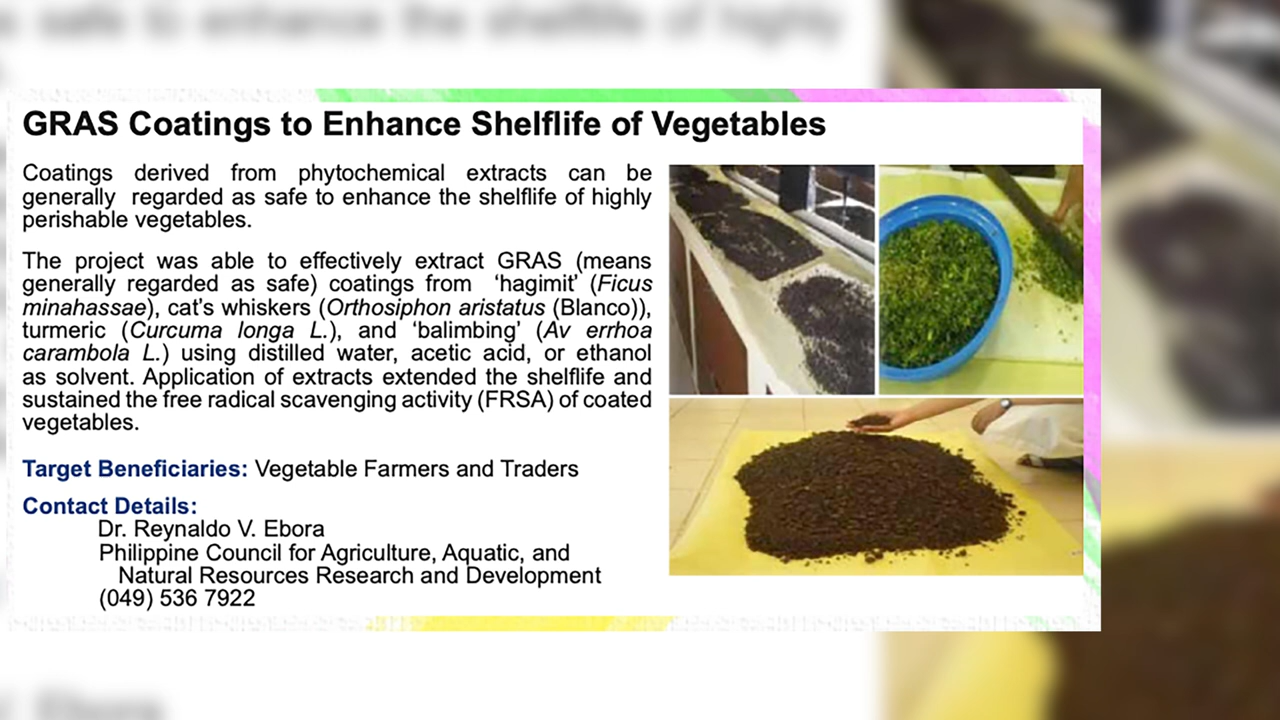 GRAS Coatings to Enhance Shelflife of Vegetables
Coatings derived from phytochemical extracts can be
generally regarded as safe to enhance the shelflife of highly
perishable vegetables.
The project was able to effectively extract GRAS (means
generally regarded as safe) coatings from ‘hagimit’ (Ficus
minahassae), cat’s whiskers (Orthosiphon aristatus (Blanco)),
turmeric (Curcuma longa L.), and ‘balimbing’ (Av errhoa
carambola L.) using distilled water, acetic acid, or ethanol
as solvent. Application of extracts extended the shelflife and
sustained the free radical scavenging activity (FRSA) of coated
vegetables.
Target Beneficiaries: Vegetable Farmers and Traders
Contact Details:
Dr. Reynaldo V. Ebora
Philippine Council for Agriculture, Aquatic, and
Natural Resources Research and Development
(049) 536 7922